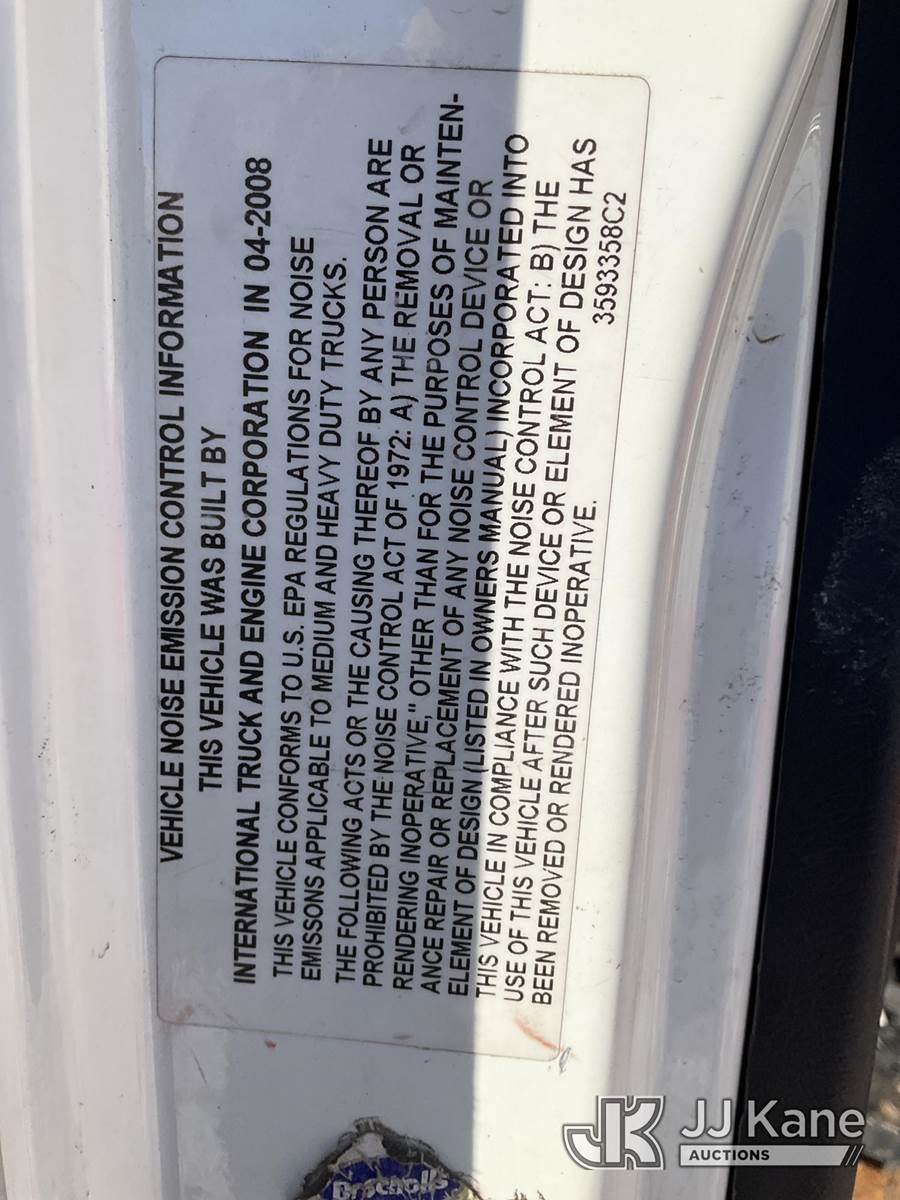 VEHICLE NOISE EMISSION CONTROL INFORMATION
THIS VEHICLE WAS BUILT BY
INTERNATIONAL TRUCK AND ENGINE CORPORATION IN 04-2008
THIS VEHICLE CONFORMS TO U.S. EPA REGULATIONS FOR NOISE
EMISSONS APPLICABLE TO MEDIUM AND HEAVY DUTY TRUCKS.
THE FOLLOWING ACTS OR THE CAUSING THEREOF BY ANY PERSON ARE
PROHIBITED BY THE NOISE CONTROL ACT OF 1972: A) THE REMOVAL OR
RENDERING INOPERATIVE," OTHER THAN FOR THE PURPOSES OF MAINTEN-
ANCE REPAIR OR REPLACEMENT OF ANY NOISE CONTROL DEVICE OR
ELEMENT OF DESIGN (LISTED IN OWNERS MANUAL) INCORPORATED INTO
THIS VEHICLE IN COMPLIANCE WITH THE NOISE CONTROL ACT: B) THE
USE OF THIS VEHICLE AFTER SUCH DEVICE OR ELEMENT OF DESIGN HAS
BEEN REMOVED OR RENDERED INOPERATIVE.
3593358C2
JK JJ Kane
AUCTIONS